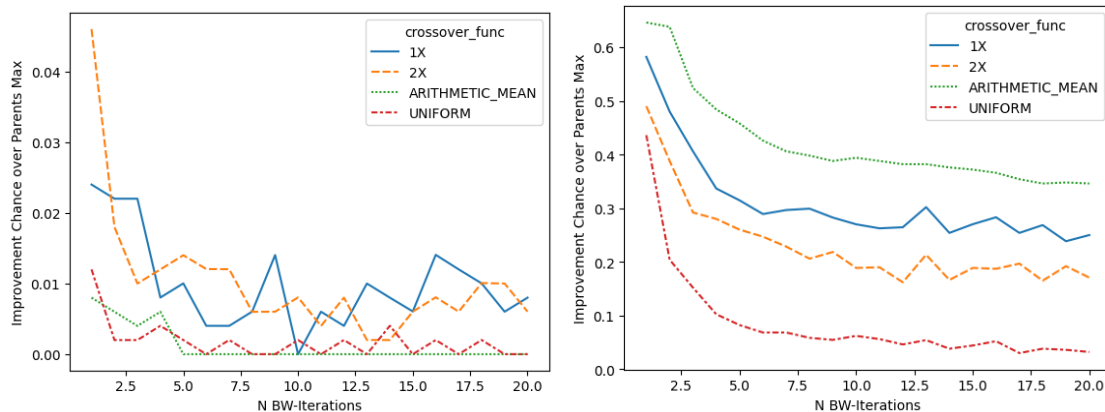 Improvement Chance over Parents Max
0.04
0.03
0.02
0.01
0.00
crossover_func
1X
2X
ARITHMETIC_MEAN
UNIFORM
2.5 5.0 7.5 10.0 12.5 15.0 17.5 20.0
N BW-Iterations
Improvement Chance over Parents Max
0.6
0.5
0.4
0.3
0.2
0.1
0.0
crossover_func
1X
2X
ARITHMETIC_MEAN
UNIFORM
2.5 5.0 7.5 10.0 12.5 15.0 17.5 20.0
N BW-Iterations